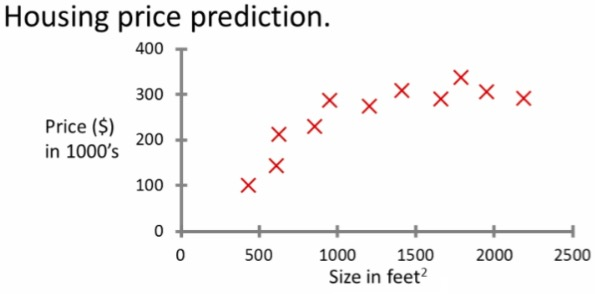 Housing price prediction.
400
300
Price ($)
in 1000's
200
100
0
0 500 1000 1500 2000 2500
Size in feet²